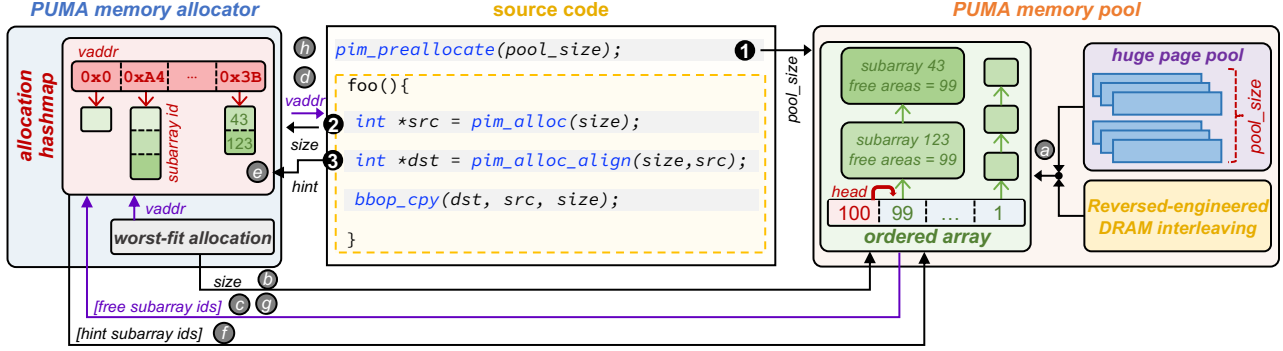 PUMA memory allocator
source code
PUMA memory pool
allocation
hashmap
vaddr
0x0 0xA4 ... 0x3B
subarray id
43
123
e
vaddr
worst-fit allocation
h
d
vaddr
2
size
3
hint
pim_preallocate(pool_size);
1
foo(){
int *src = pim_alloc(size);
int *dst = pim_alloc_align(size,src);
bbop_cpy(dst, src, size);
}
pool_size
subarray 43
free areas = 99
subarray 123
free areas = 99
head
100 99 ... 1
ordered array
a
huge page pool
pool_size
Reversed-engineered
DRAM interleaving
size b
[free subarray ids] c g
[hint subarray ids] f